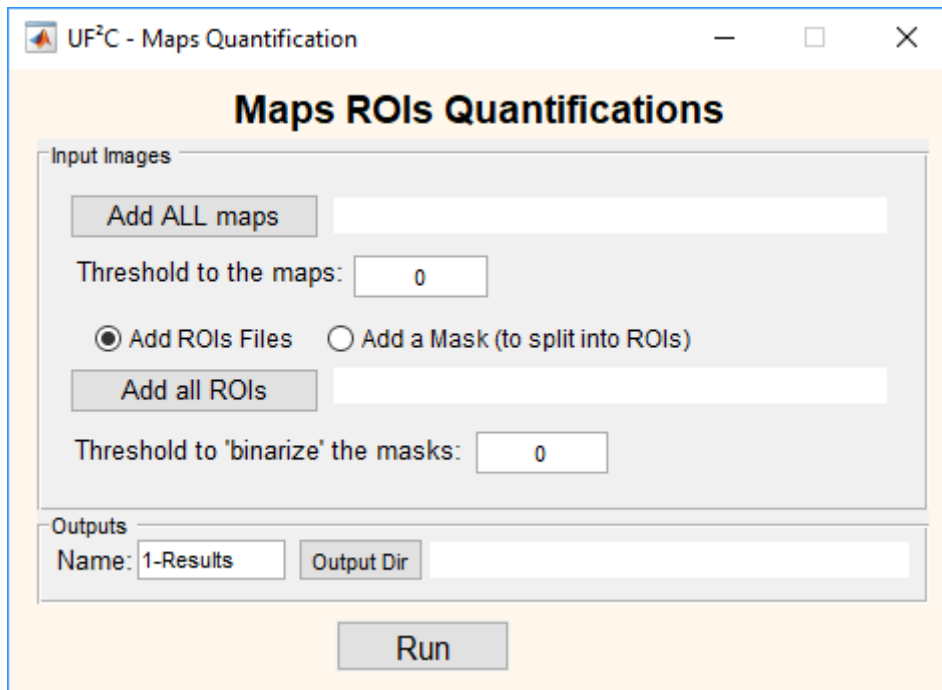 UF²C - Maps Quantification
Maps ROIs Quantifications
Input Images
Add ALL maps
Threshold to the maps: 0
Add ROIs Files Add a Mask (to split into ROIs)
Add all ROIs
Threshold to 'binarize' the masks: 0
Outputs
Name: 1-Results Output Dir
Run